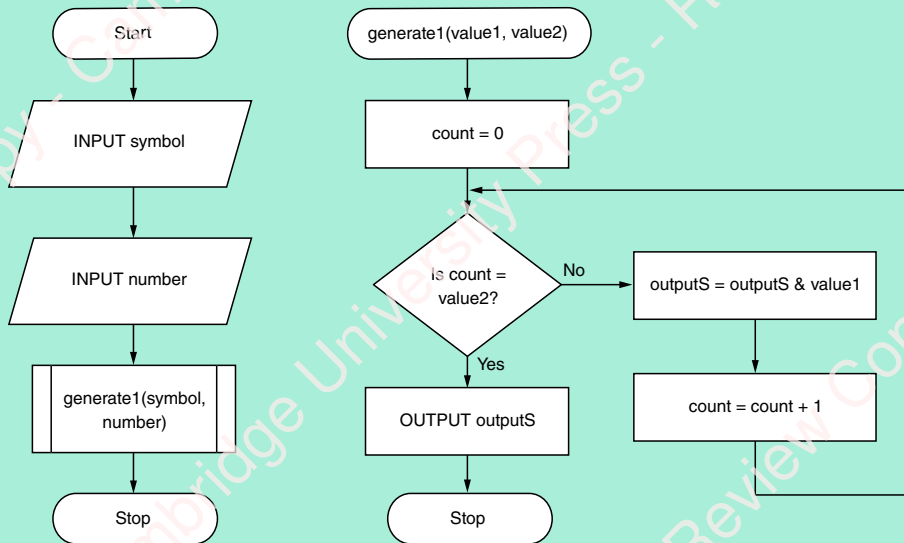 Start
INPUT symbol
INPUT number
generate1(symbol,
number)
Stop
generate1(value1, value2)
count = 0
Is count =
value2?
No
Yes
outputS = outputS & value1
count = count + 1
OUTPUT outputS
Stop
Cambridge University Press - R
Review Co